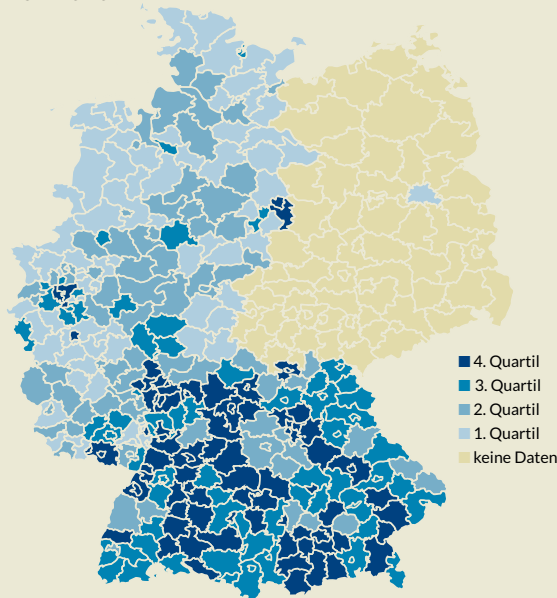 4. Quartil
3. Quartil
2. Quartil
1. Quartil
keine Daten